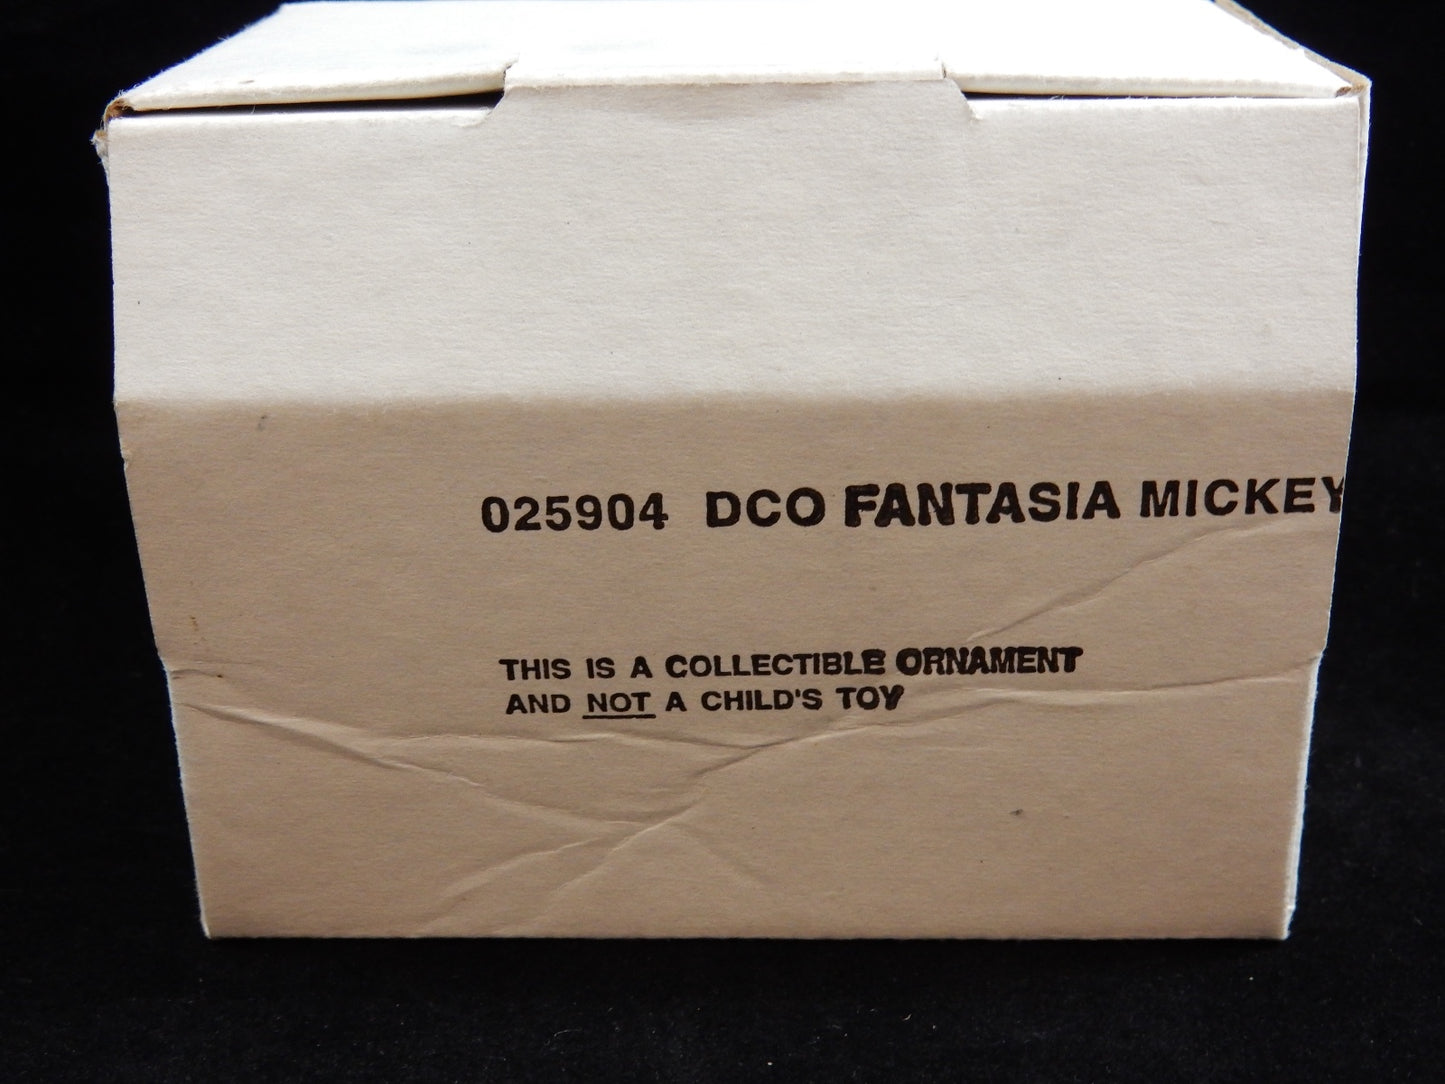 025904 DCO FANTASIA MICKEY
THIS IS A COLLECTIBLE ORNAMENT
AND NOT A CHILD'S TOY